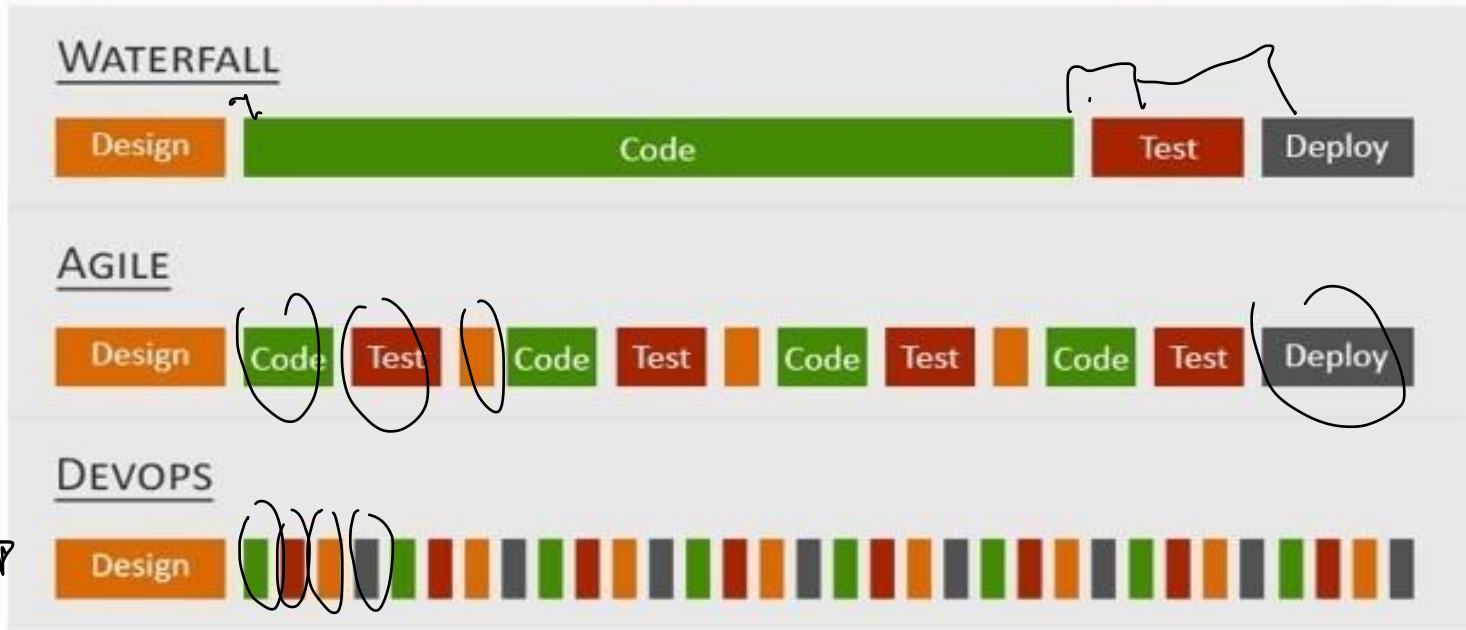 WATERFALL
Design Code Test Deploy
AGILE
Design Code Test Code Test Code Test Code Test Deploy
DEVOPS
Design